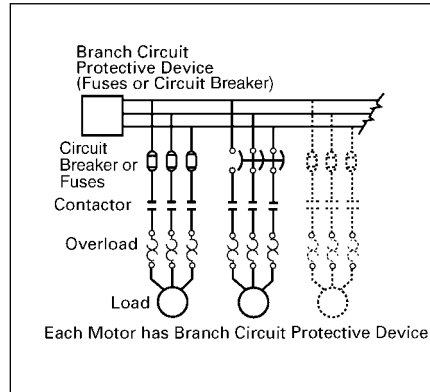 Branch Circuit
Protective Device
(Fuses or Circuit Breaker)
Circuit
Breaker or
Fuses
Contactor
Overload
Load
Each Motor has Branch Circuit Protective Device